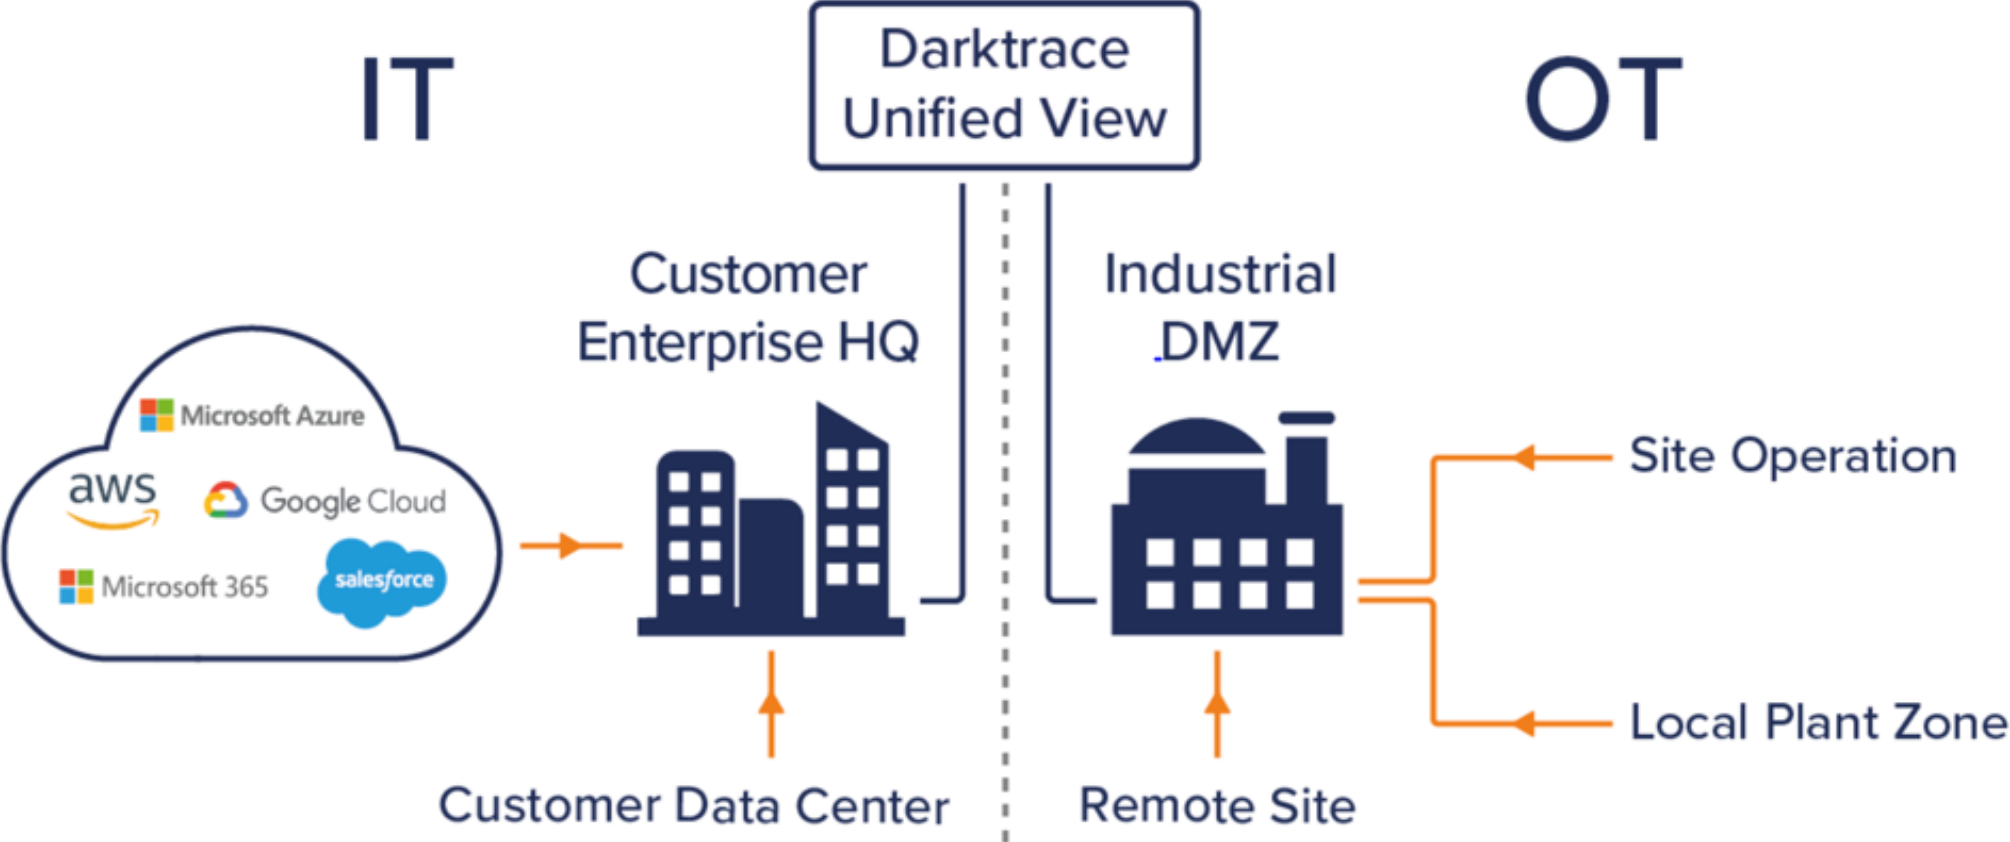 IT
Darktrace
Unified View
OT
Customer
Enterprise HQ
Industrial
DMZ
Microsoft Azure
aws
Google Cloud
Microsoft 365
salesforce
Site Operation
Local Plant Zone
Customer Data Center
Remote Site